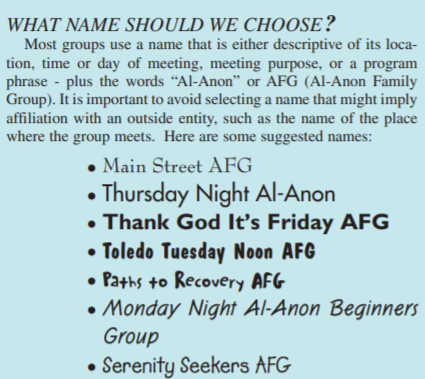 WHAT NAME SHOULD WE CHOOSE?
Most groups use a name that is either descriptive of its loca-
tion, time or day of meeting, meeting purpose, or a program
phrase - plus the words “Al-Anon” or AFG (Al-Anon Family
Group). It is important to avoid selecting a name that might imply
affiliation with an outside entity, such as the name of the place
where the group meets. Here are some suggested names:
• Main Street AFG
• Thursday Night Al-Anon
• Thank God It’s Friday AFG
• Toledo Tuesday Noon AFG
• Paths to Recovery AFG
• Monday Night Al-Anon Beginners
Group
• Serenity Seekers AFG